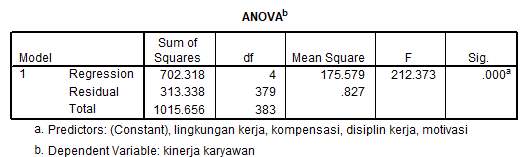 ANOVAb
Model Sum of Squares df Mean Square F Sig.
1 Regression 702.318 4 175.579 212.373 .000a
Residual 313.338 379 .827
Total 1015.656 383
a. Predictors: (Constant), lingkungan kerja, kompensasi, disiplin kerja, motivasi
b. Dependent Variable: kinerja karyawan